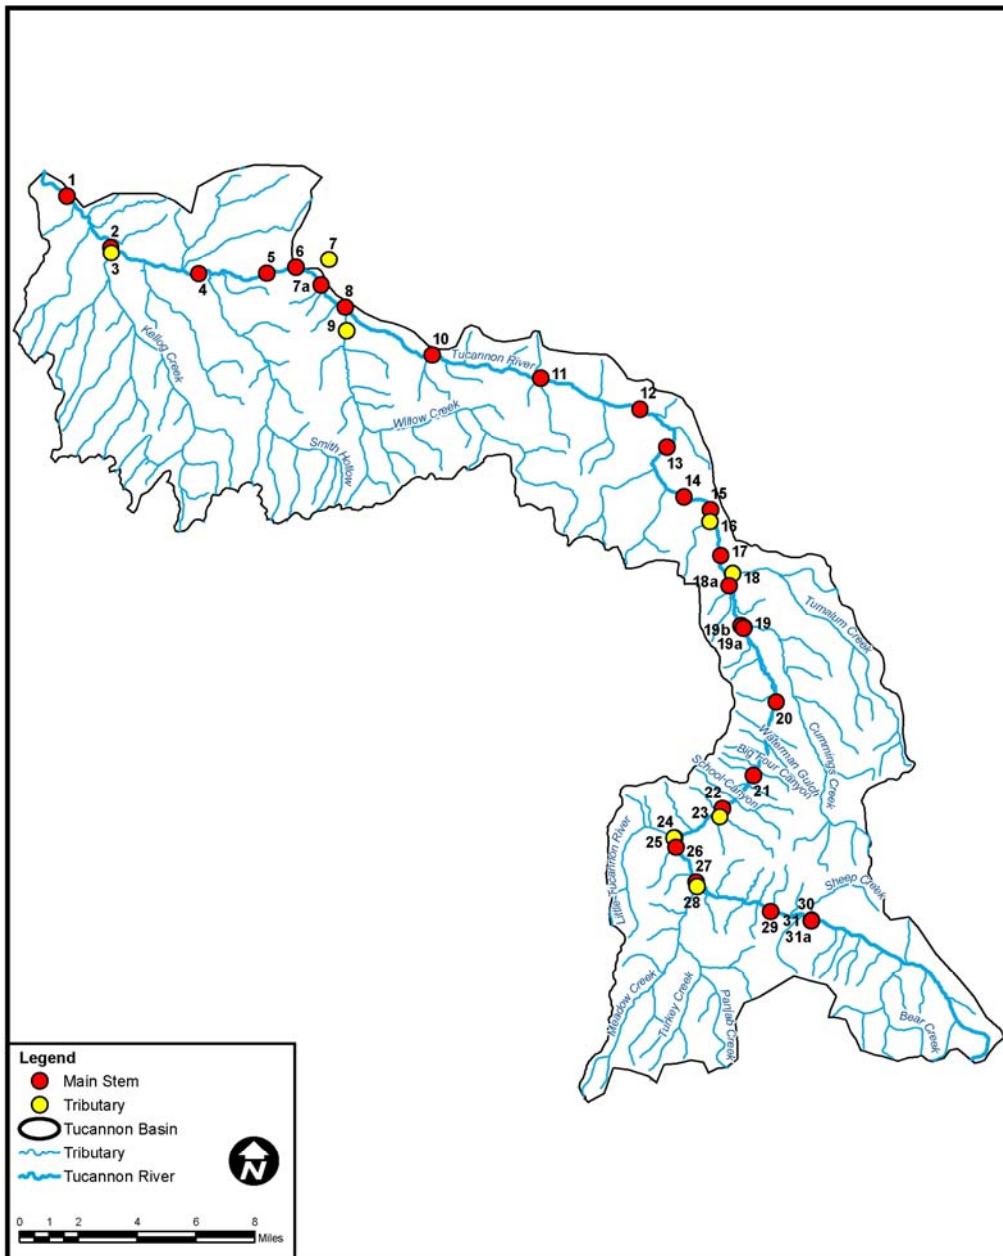 1
2
3
4
5
6
7
7a
8
9
10
Tucannon River
11
12
Kellog Creek
Willow Creek
Smith Hollow
13
14
15
16
17
18
18a
Tumalum Creek
19
19b
19a
20
Waterman Gulch
Big Four Canyon
School Canyon
Cummings Creek
21
22
23
24
25
26
Little Tucannon River
27
28
Sheep Creek
29
30
31
31a
Meadow Creek
Turkey Creek
Panjab Creek
Bear Creek
Legend
Main Stem
Tributary
Tucannon Basin
Tributary
Tucannon River
N
0 1 2 4 6 8
Miles